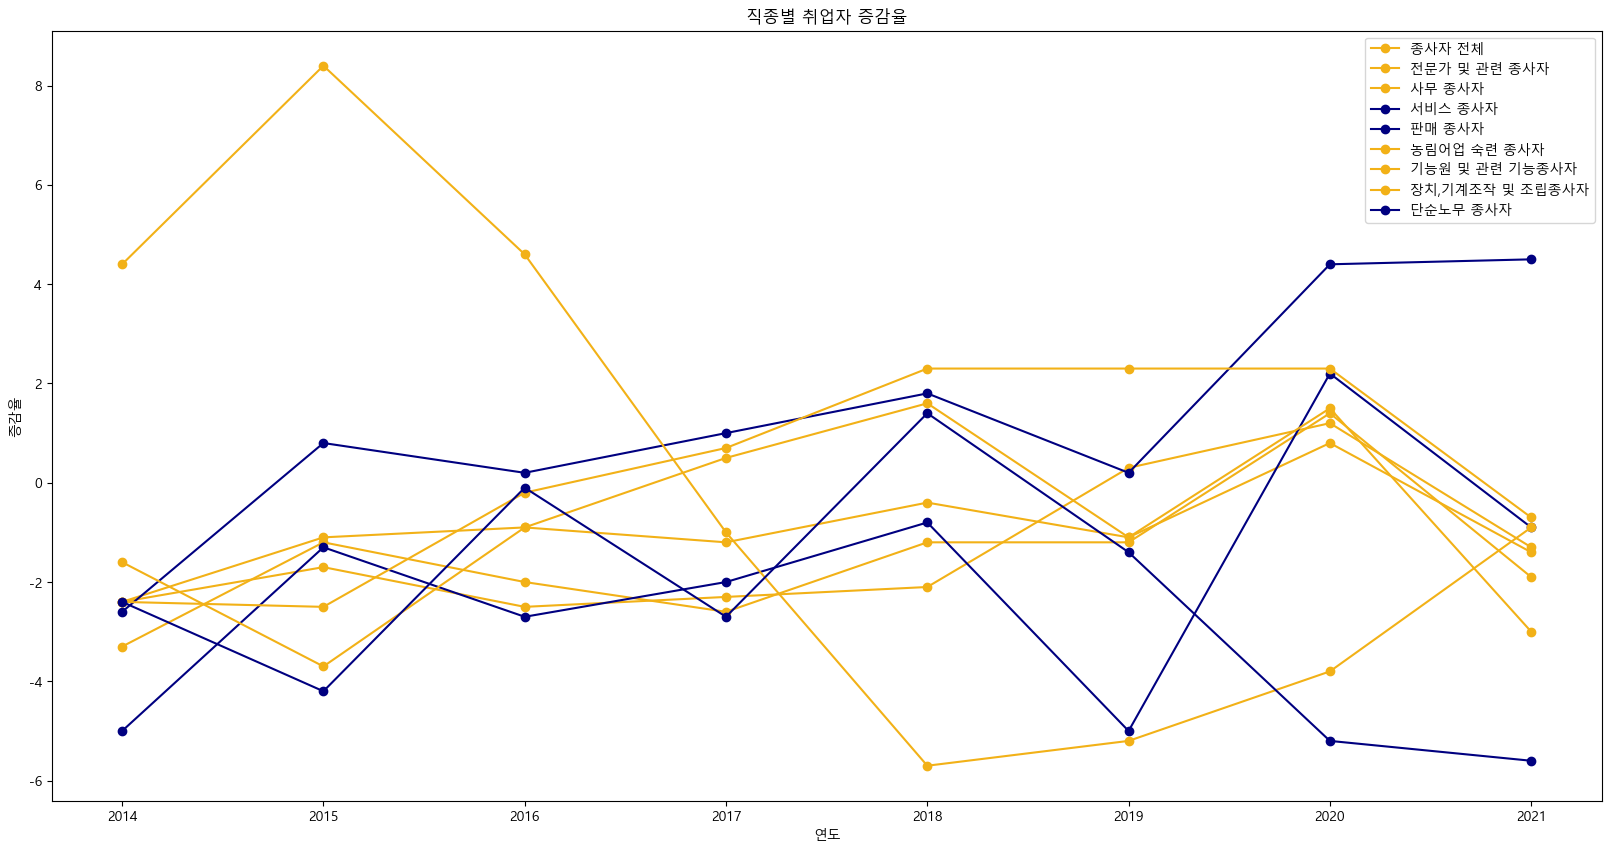 직종별 취업자 증감율
종사자 전체
전문가 및 관련 종사자
사무 종사자
서비스 종사자
판매 종사자
농림어업 숙련 종사자
기능원 및 관련 기능종사자
장치,기계조작 및 조립종사자
단순노무 종사자
증감율
8
6
4
2
0
-2
-4
-6
2014 2015 2016 2017 2018 2019 2020 2021
연도